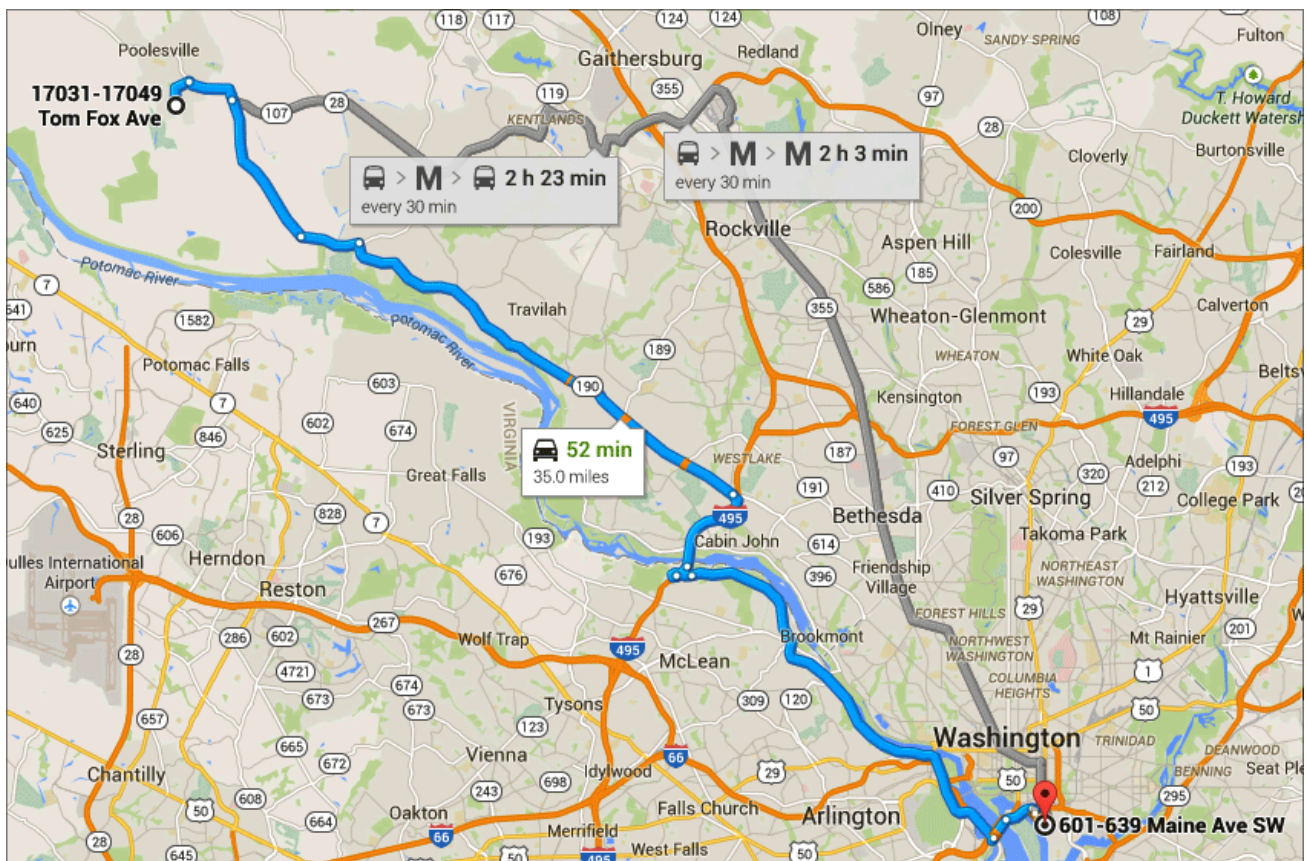 118
117
124
124
Olney
SANDY SPRING
108
Fulton
Poolesville
Gaithersburg
Redland
17031-17049
Tom Fox Ave
107
28
119
355
KENTLANDS
97
28
T. Howard
Duckett Watersh
Burtonsville
Cloverly
> M > 2 h 23 min
every 30 min
> M > M 2 h 3 min
every 30 min
200
Rockville
Aspen Hill
Colesville
Fairland
185
586
Potomac River
7
641
1582
Travilah
355
Calverton
Wheaton-Glenmont
29
Potomac River
189
WHEATON
White Oak
Potomac Falls
603
190
Kensington
193
Hillandale
Beltsv
640
7
602
VIRGINIA
495
625
846
674
52 min
35.0 miles
FOREST GLEN
Sterling
WESTLAKE
187
97
Adelphi
193
Great Falls
320
212
191
410
Silver Spring
College Park
28
828
7
495
Bethesda
Takoma Park
606
193
Cabin John
614
ulles International
Airport
Herndon
676
396
Friendship
Village
NORTHEAST
WASHINGTON
Reston
Hyattsville
29
FOREST HILLS
286
602
267
Wolf Trap
Brookmont
NORTHWEST
WASHINGTON
Mt Rainier
201
28
495
McLean
4721
674
COLUMBIA
HEIGHTS
1
673
673
309
120
657
Tysons
50
50
123
Washington
TRINIDAD
665
Vienna
66
DEANWOOD
672
Chantilly
Idylwood
29
50
BENNING
Seat Ple
698
243
608
295
50
664
Oakton
Falls Church
Arlington
601-639 Maine Ave SW
28
66
Merrifield
645
50
495
West Falls
50